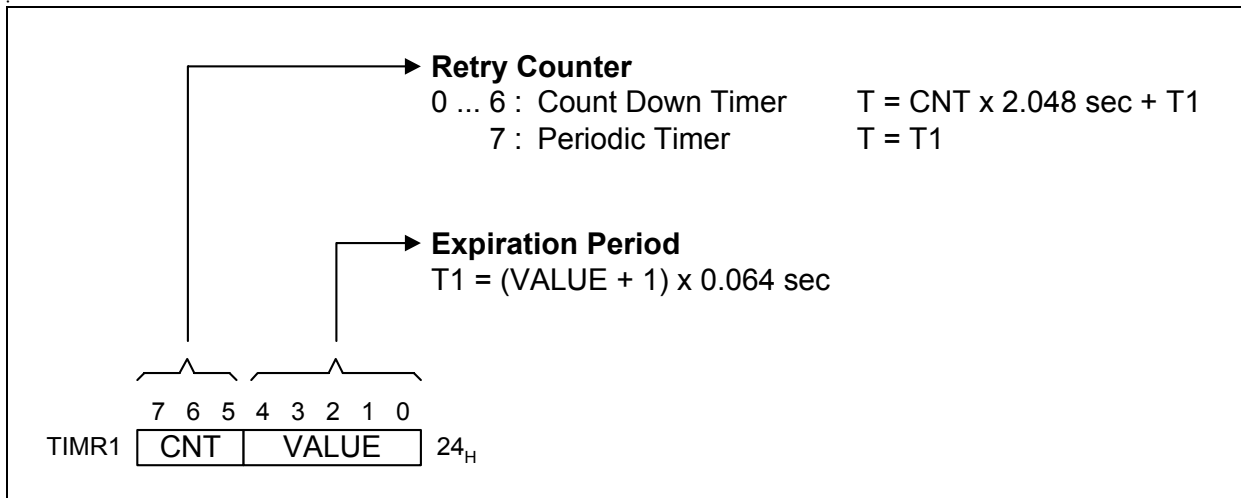 Retry Counter
0 ... 6 : Count Down Timer T = CNT x 2.048 sec + T1
7 : Periodic Timer T = T1
Expiration Period
T1 = (VALUE + 1) x 0.064 sec
7 6 5 4 3 2 1 0
TIMR1 CNT VALUE 24H